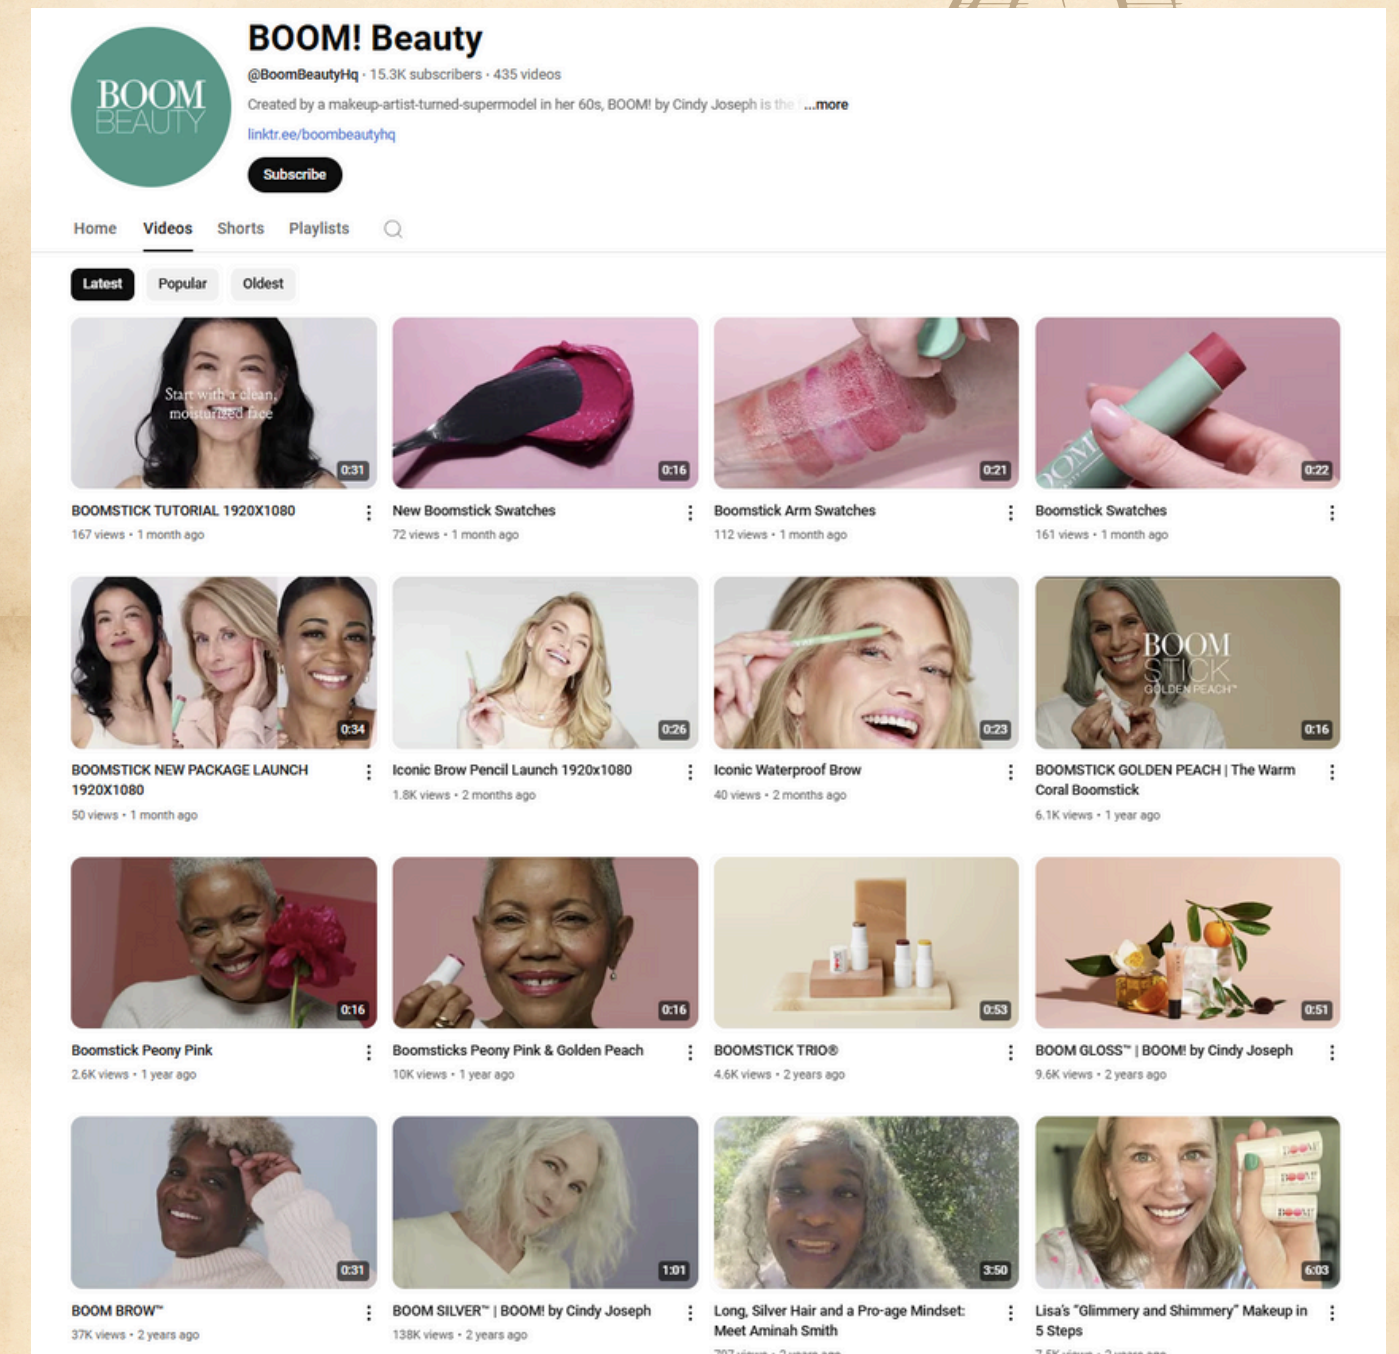 BOOM! Beauty
BOOM
BEAUTY
@BoomBeautyHq · 15.3K subscribers · 435 videos
Created by a makeup-artist-turned-supermodel in her 60s, BOOM! by Cindy Joseph is the ...more
linktr.ee/boombeautyhq
Subscribe
Home Videos Shorts Playlists
Latest Popular Oldest
Start with a clean,
moisturized face
0:31 0:16 0:21 0:22
BOOM
BOOMSTICK TUTORIAL 1920X1080
167 views • 1 month ago
New Boomstick Swatches
72 views • 1 month ago
Boomstick Arm Swatches
112 views • 1 month ago
Boomstick Swatches
161 views • 1 month ago
BOOM
STICK
GOLDEN PEACH™
0:34 0:26 0:23 0:16
BOOMSTICK NEW PACKAGE LAUNCH
1920X1080
50 views • 1 month ago
Iconic Brow Pencil Launch 1920x1080
1.8K views • 2 months ago
Iconic Waterproof Brow
40 views • 2 months ago
BOOMSTICK GOLDEN PEACH | The Warm
Coral Boomstick
6.1K views • 1 year ago
0:16 0:16 0:53 0:51
Boomstick Peony Pink
2.6K views • 1 year ago
Boomsticks Peony Pink & Golden Peach
10K views • 1 year ago
BOOMSTICK TRIO®
4.6K views • 2 years ago
BOOM GLOSS™ | BOOM! by Cindy Joseph
9.6K views • 2 years ago
BOOM!
BOOM!
BOOM!
0:31 1:01 3:50 6:03
BOOM BROW™
37K views • 2 years ago
BOOM SILVER™ | BOOM! by Cindy Joseph
138K views • 2 years ago
Long, Silver Hair and a Pro-age Mindset:
Meet Aminah Smith
Lisa's "Glimmery and Shimmery" Makeup in
5 Steps